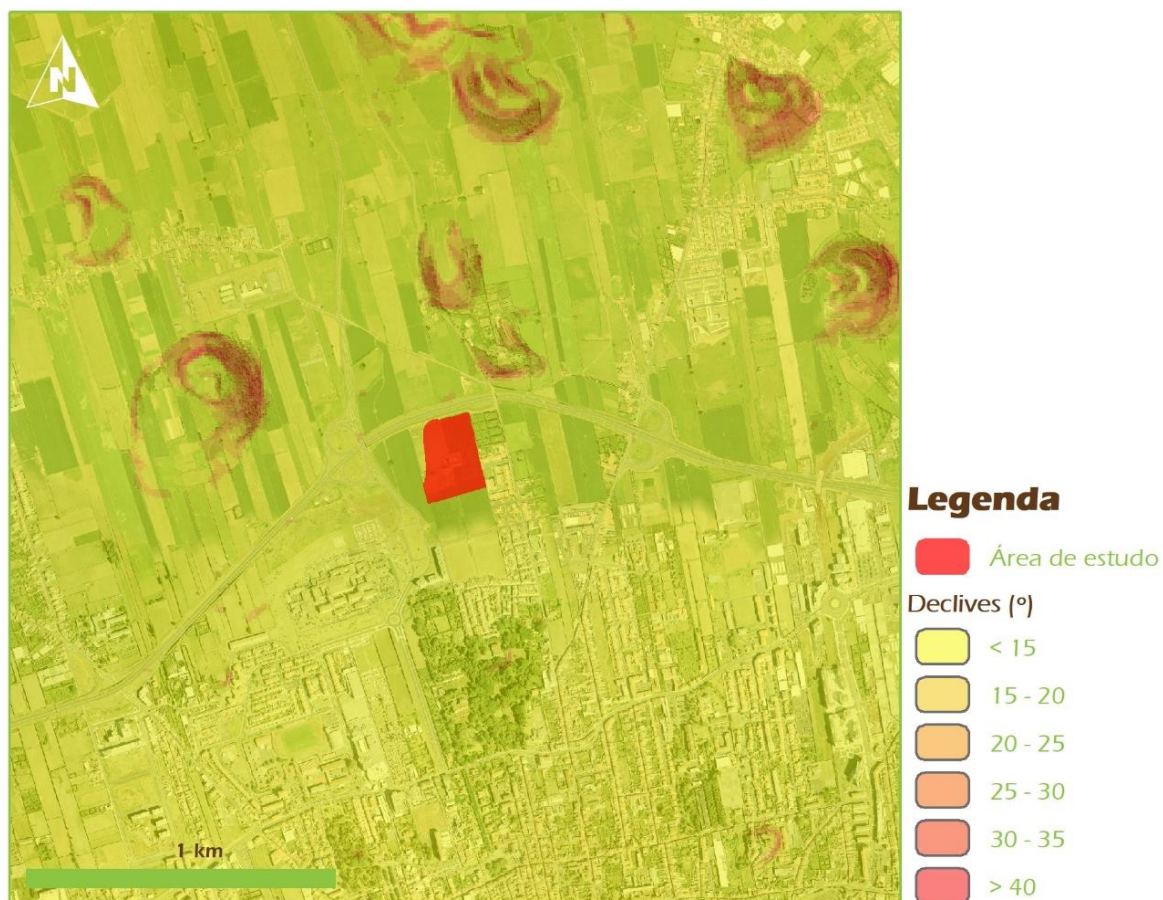 N
1 km
Legenda
Área de estudo
Declives (º)
< 15
15 - 20
20 - 25
25 - 30
30 - 35
> 40